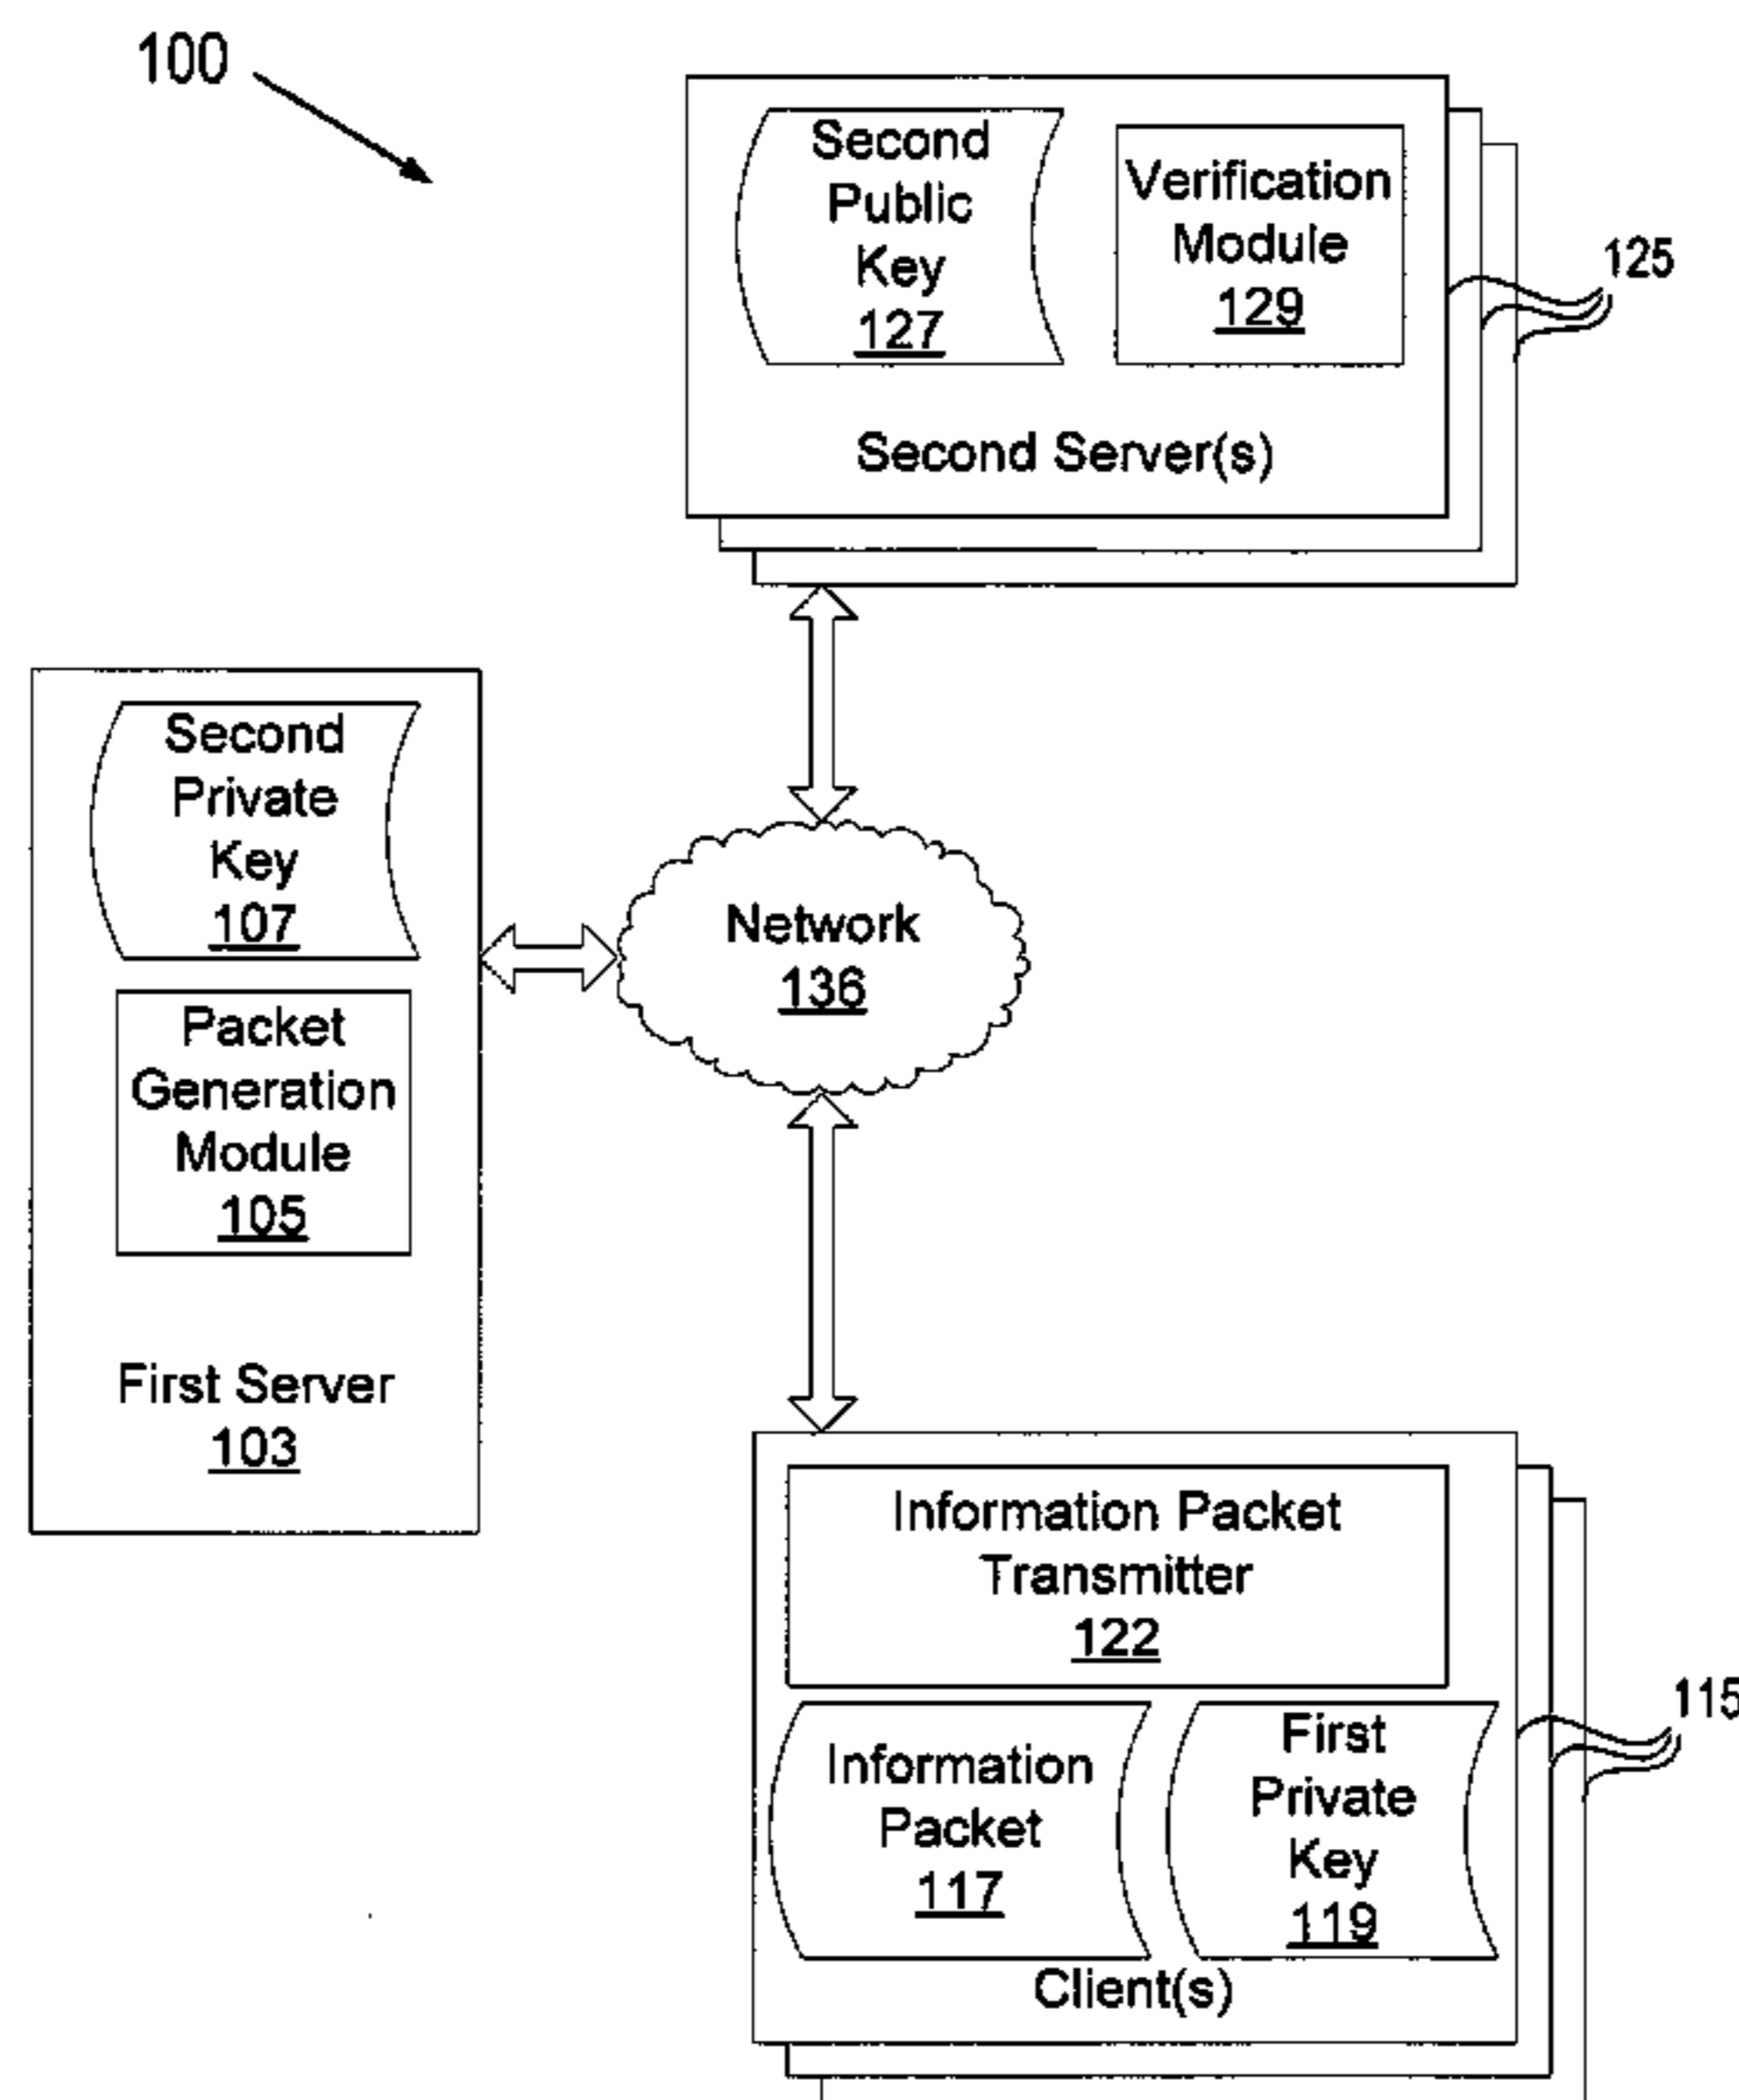 100
Second
Public
Key
127
Verification
Module
129
125
Second Server(s)
Second
Private
Key
107
Packet
Generation
Module
105
First Server
103
Network
136
Information Packet
Transmitter
122
Information
Packet
117
First
Private
Key
119
115
Client(s)